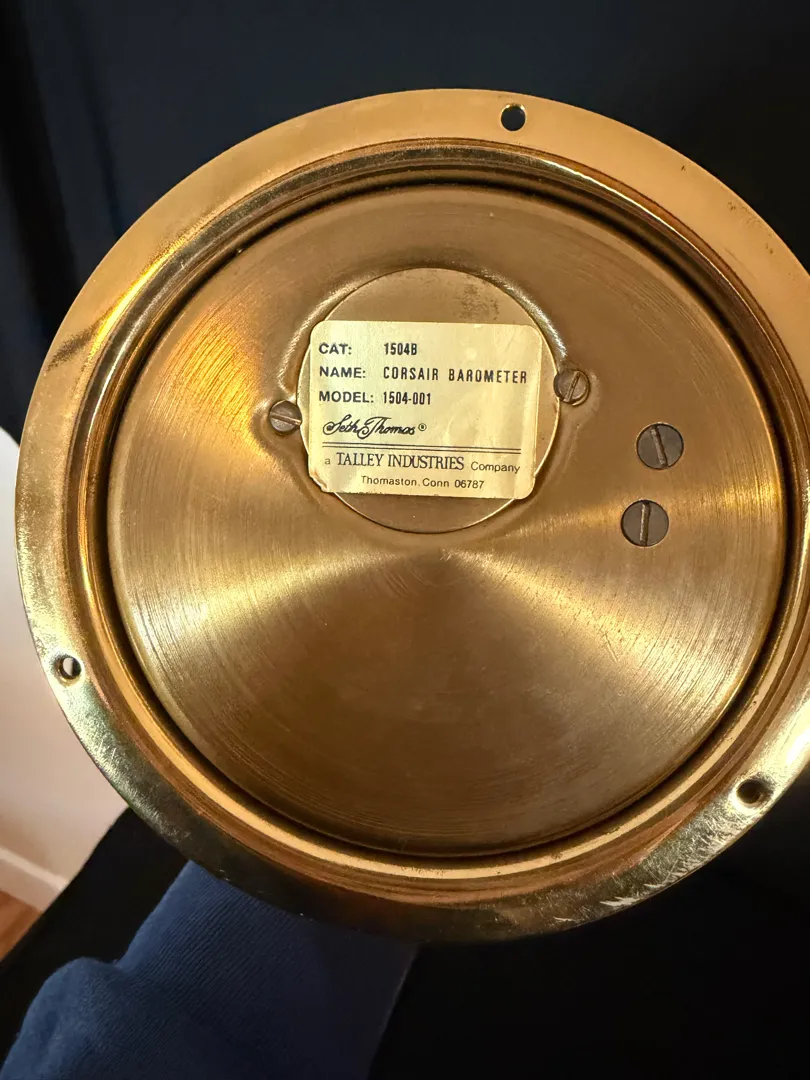 CAT: 1504B
NAME: CORSAIR BAROMETER
MODEL: 1504-001
Seth Thomas®
a TALLEY INDUSTRIES Company
Thomaston, Conn 06787